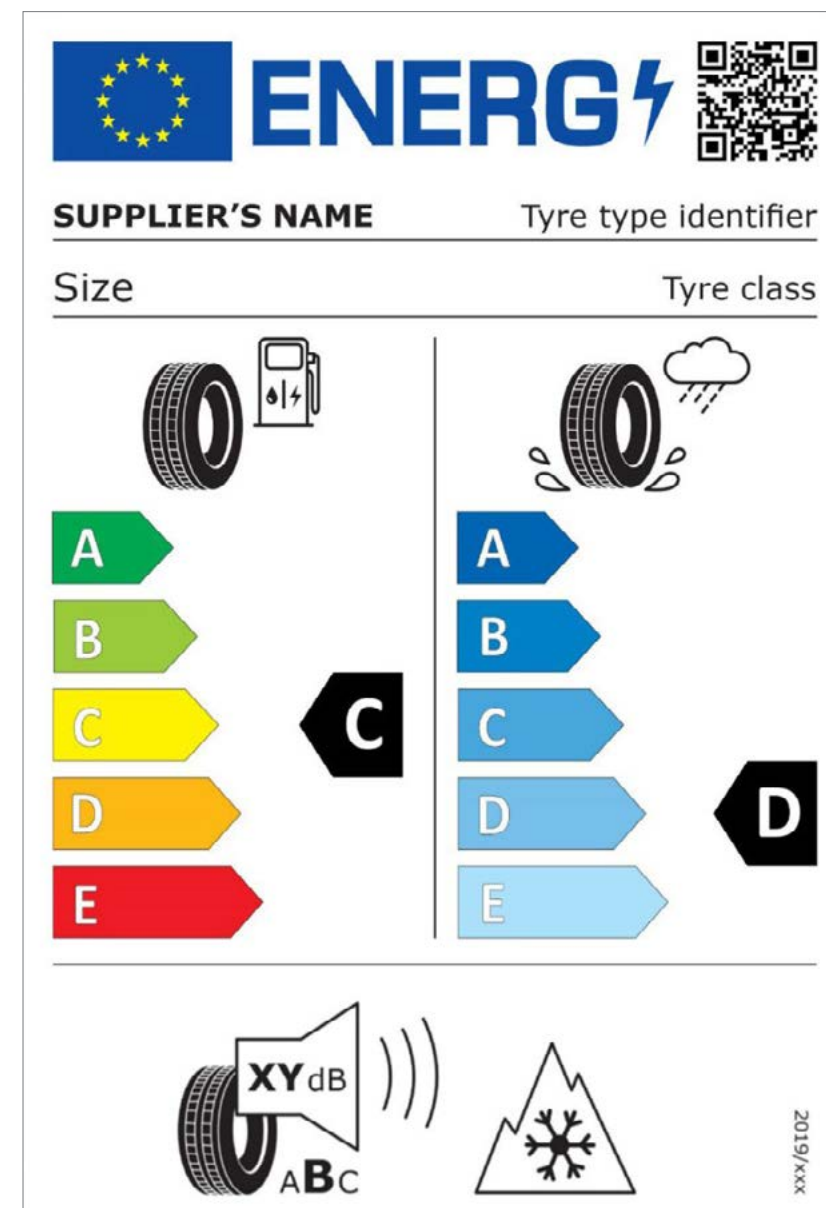 ENERG
SUPPLIER'S NAME
Tyre type identifier
Size
Tyre class
A
B
C
D
E
C
A
B
C
D
E
D
XYdB
ABC
2019/xxx